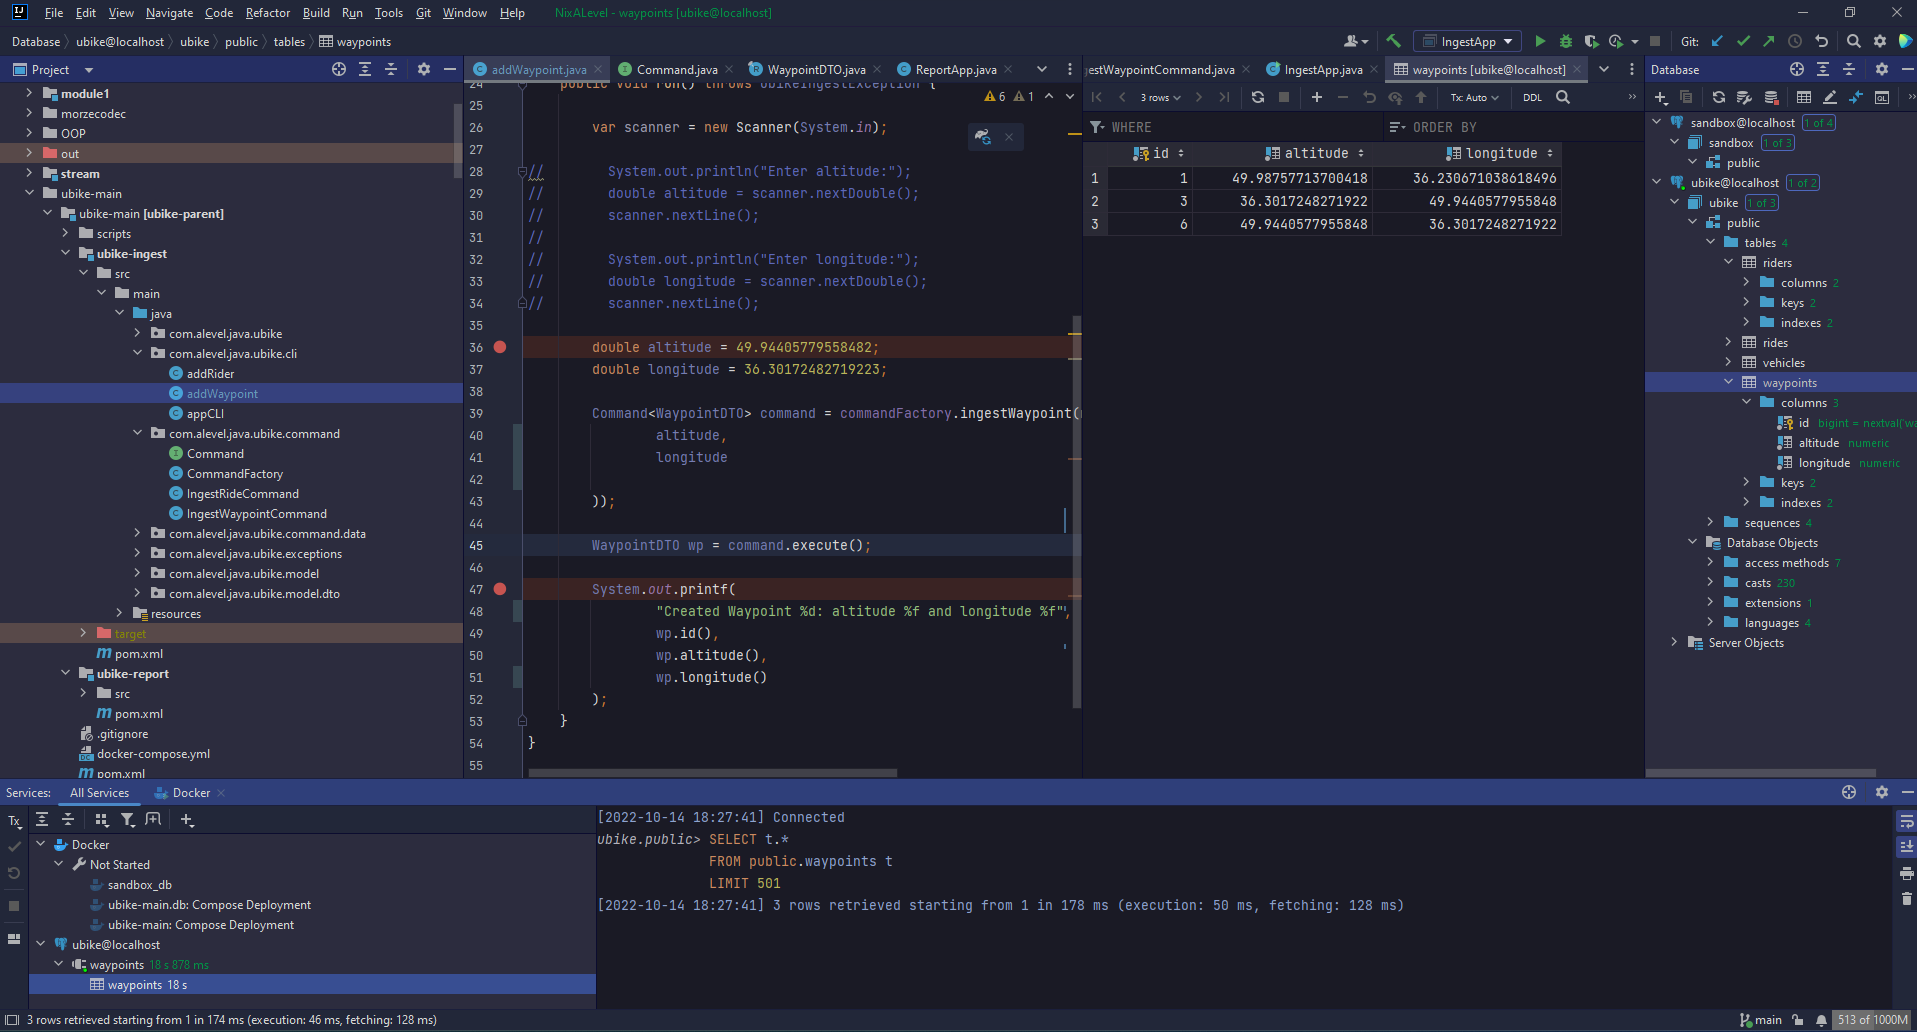 File Edit View Navigate Code Refactor Build Run Tools Git Window Help NixALevel - waypoints [ubike@localhost]
Database ubike@localhost ubike public tables waypoints
IngestApp Git:
Project
module1
morzecodec
OOP
out
stream
ubike-main
ubike-main [ubike-parent]
scripts
ubike-ingest
src
main
java
com.alevel.java.ubike
com.alevel.java.ubike.cli
addRider
addWaypoint
appCLI
com.alevel.java.ubike.command
Command
CommandFactory
IngestRideCommand
IngestWaypointCommand
com.alevel.java.ubike.command.data
com.alevel.java.ubike.exceptions
com.alevel.java.ubike.model
com.alevel.java.ubike.model.dto
resources
target
pom.xml
ubike-report
src
pom.xml
.gitignore
docker-compose.yml
pom.xml
addWaypoint.java Command.java WaypointDTO.java ReportApp.java
6 1
24 public void run() throws UbikeIngestException {
25
26 var scanner = new Scanner(System.in);
27
28 // System.out.println("Enter altitude:");
29 // double altitude = scanner.nextDouble();
30 // scanner.nextLine();
31 //
32 // System.out.println("Enter longitude:");
33 // double longitude = scanner.nextDouble();
34 // scanner.nextLine();
35
36 double altitude = 49.94405779558482;
37 double longitude = 36.30172482719223;
38
39 Command<WaypointDTO> command = commandFactory.ingestWaypoint(
40 altitude,
41 longitude
42
43 ));
44
45 WaypointDTO wp = command.execute();
46
47 System.out.printf(
48 "Created Waypoint %d: altitude %f and longitude %f",
49 wp.id(),
50 wp.altitude(),
51 wp.longitude()
52 );
53 }
54 }
55
estWaypointCommand.java IngestApp.java waypoints [ubike@localhost]
3 rows Tx: Auto DDL
WHERE ORDER BY
id altitude longitude
1 1 49.98757713700418 36.230671038618496
2 3 36.3017248271922 49.9440577955848
3 6 49.9440577955848 36.3017248271922
Database
sandbox@localhost 1 of 4
sandbox 1 of 3
public
ubike@localhost 1 of 2
ubike 1 of 3
public
tables 4
riders
columns 2
keys 2
indexes 2
rides
vehicles
waypoints
columns 3
id bigint = nextval('wa
altitude numeric
longitude numeric
keys 2
indexes 2
sequences 4
Database Objects
access methods 7
casts 230
extensions 1
languages 4
Server Objects
Services: All Services Docker
Tx
Docker
Not Started
sandbox_db
ubike-main.db: Compose Deployment
ubike-main: Compose Deployment
ubike@localhost
waypoints 18 s 878 ms
waypoints 18 s
[2022-10-14 18:27:41] Connected
ubike.public> SELECT t.*
FROM public.waypoints t
LIMIT 501
[2022-10-14 18:27:41] 3 rows retrieved starting from 1 in 178 ms (execution: 50 ms, fetching: 128 ms)
3 rows retrieved starting from 1 in 174 ms (execution: 46 ms, fetching: 128 ms)
main 513 of 1000M